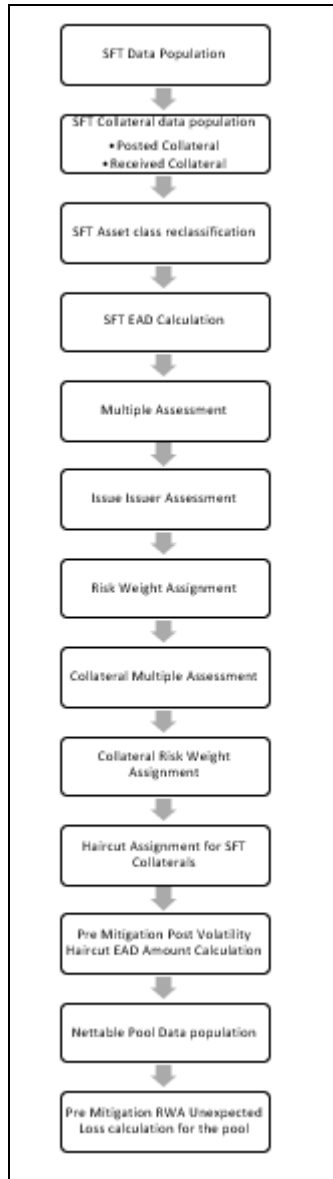 SFT Data Population
SFT Collateral data population
•Posted Collateral
•Received Collateral
SFT Asset class reclassification
SFT EAD Calculation
Multiple Assessment
Issue Issuer Assessment
Risk Weight Assignment
Collateral Multiple Assessment
Collateral Risk Weight
Assignment
Haircut Assignment for SFT
Collaterals
Pre Mitigation Post Volatility
Haircut EAD Amount Calculation
Nettable Pool Data population
Pre Mitigation RWA Unexpected
Loss calculation for the pool